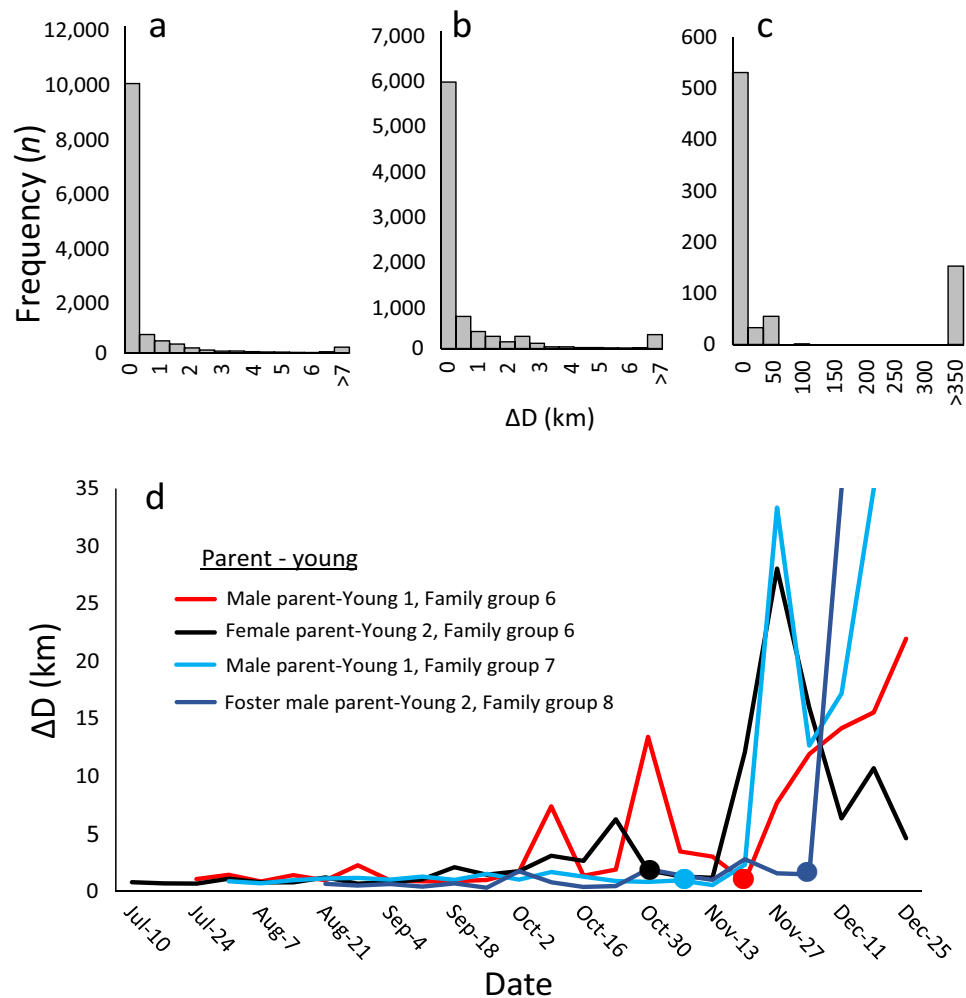 a
b
c
12,000
10,000
8,000
6,000
4,000
2,000
0
7,000
6,000
5,000
4,000
3,000
2,000
1,000
0
600
500
400
300
200
100
0
Frequency (n)
0 1 2 3 4 5 6 >7
0 1 2 3 4 5 6 >7
0 50 100 150 200 250 300 >350
ΔD (km)
d
35
30
25
20
15
10
5
0
ΔD (km)
Parent - young
Male parent-Young 1, Family group 6
Female parent-Young 2, Family group 6
Male parent-Young 1, Family group 7
Foster male parent-Young 2, Family group 8
Jul-10 Jul-24 Aug-7 Aug-21 Sep-4 Sep-18 Oct-2 Oct-16 Oct-30 Nov-13 Nov-27 Dec-11 Dec-25
Date